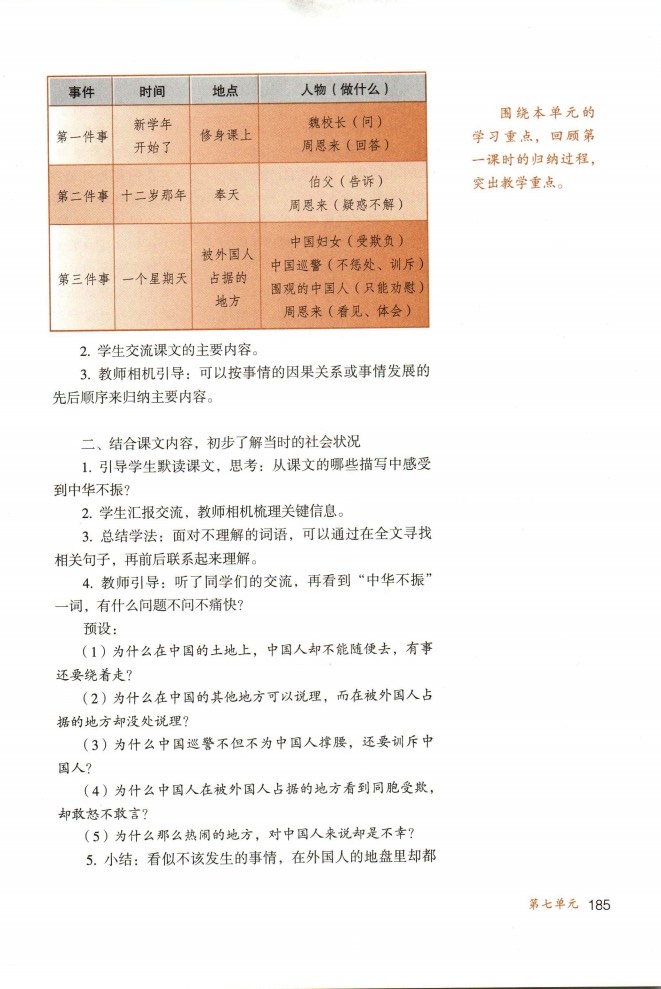 事件 时间 地点 人物（做什么）
第一件事 新学年开始了 修身课上 魏校长（问）
周恩来（回答）
第二件事 十二岁那年 奉天 伯父（告诉）
周恩来（疑惑不解）
第三件事 一个星期天 被外国人占据的地方 中国妇女（受欺负）
中国巡警（不惩处、训斥）
围观的中国人（只能劝慰）
周恩来（看见、体会）
围绕本单元的
学习重点，回顾第
一课时的归纳过程，
突出教学重点。
2. 学生交流课文的主要内容。
3. 教师相机引导：可以按事情的因果关系或事情发展的
先后顺序来归纳主要内容。
二、结合课文内容，初步了解当时的社会状况
1. 引导学生默读课文，思考：从课文的哪些描写中感受
到中华不振？
2. 学生汇报交流，教师相机梳理关键信息。
3. 总结学法：面对不理解的词语，可以通过在全文寻找
相关句子，再前后联系起来理解。
4. 教师引导：听了同学们的交流，再看到“中华不振”
一词，有什么问题不问不痛快？
预设：
（1）为什么在中国的土地上，中国人却不能随便去，有事
还要绕着走？
（2）为什么在中国的其他地方可以说理，而在被外国人占
据的地方却没处说理？
（3）为什么中国巡警不但不为中国人撑腰，还要训斥中
国人？
（4）为什么中国人在被外国人占据的地方看到同胞受欺，
却敢怒不敢言？
（5）为什么那么热闹的地方，对中国人来说却是不幸？
5. 小结：看似不该发生的事情，在外国人的地盘里却都
第七单元 185